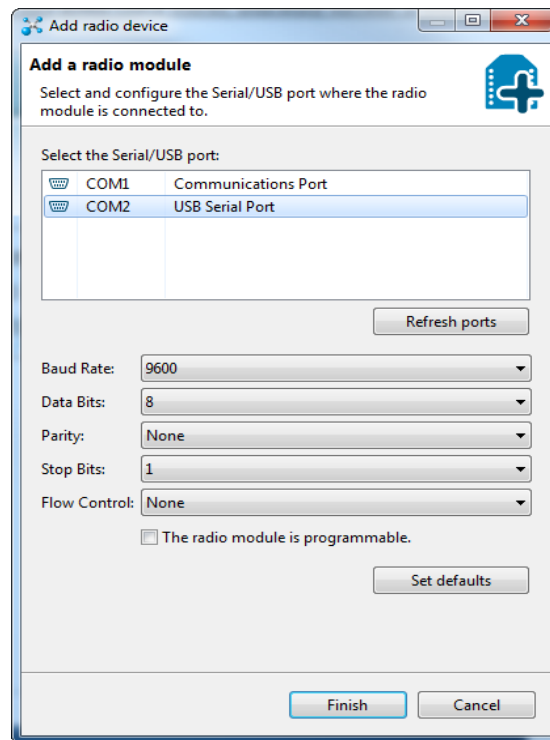 Add radio device
Add a radio module
Select and configure the Serial/USB port where the radio
module is connected to.
Select the Serial/USB port:
COM1 Communications Port
COM2 USB Serial Port
Refresh ports
Baud Rate: 9600
Data Bits: 8
Parity: None
Stop Bits: 1
Flow Control: None
The radio module is programmable.
Set defaults
Finish Cancel